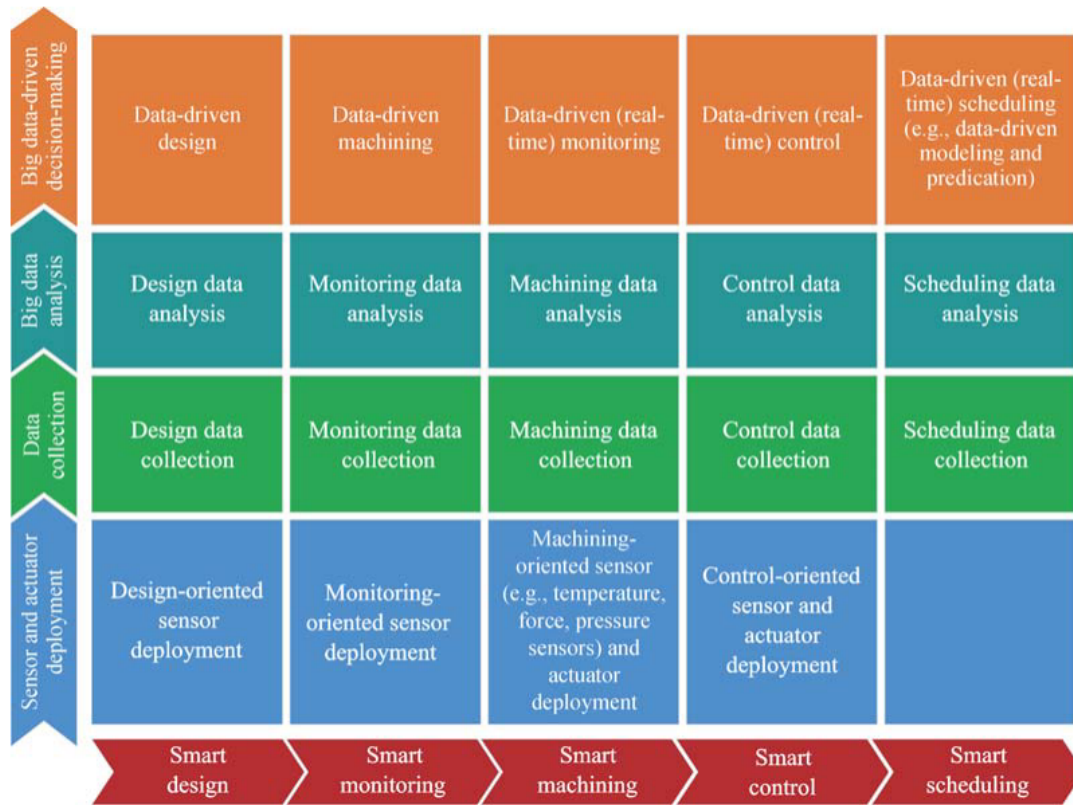 Big data-driven
decision-making
Data-driven
design
Data-driven
machining
Data-driven (real-
time) monitoring
Data-driven (real-
time) control
Data-driven (real-
time) scheduling
(e.g., data-driven
modeling and
predication)
Big data
analysis
Design data
analysis
Monitoring data
analysis
Machining data
analysis
Control data
analysis
Scheduling data
analysis
Data
collection
Design data
collection
Monitoring data
collection
Machining data
collection
Control data
collection
Scheduling data
collection
Sensor and actuator
deployment
Design-oriented
sensor
deployment
Monitoring-
oriented sensor
deployment
Machining-
oriented sensor
(e.g., temperature,
force, pressure
sensors) and
actuator
deployment
Control-oriented
sensor and
actuator
deployment
Smart
design
Smart
monitoring
Smart
machining
Smart
control
Smart
scheduling